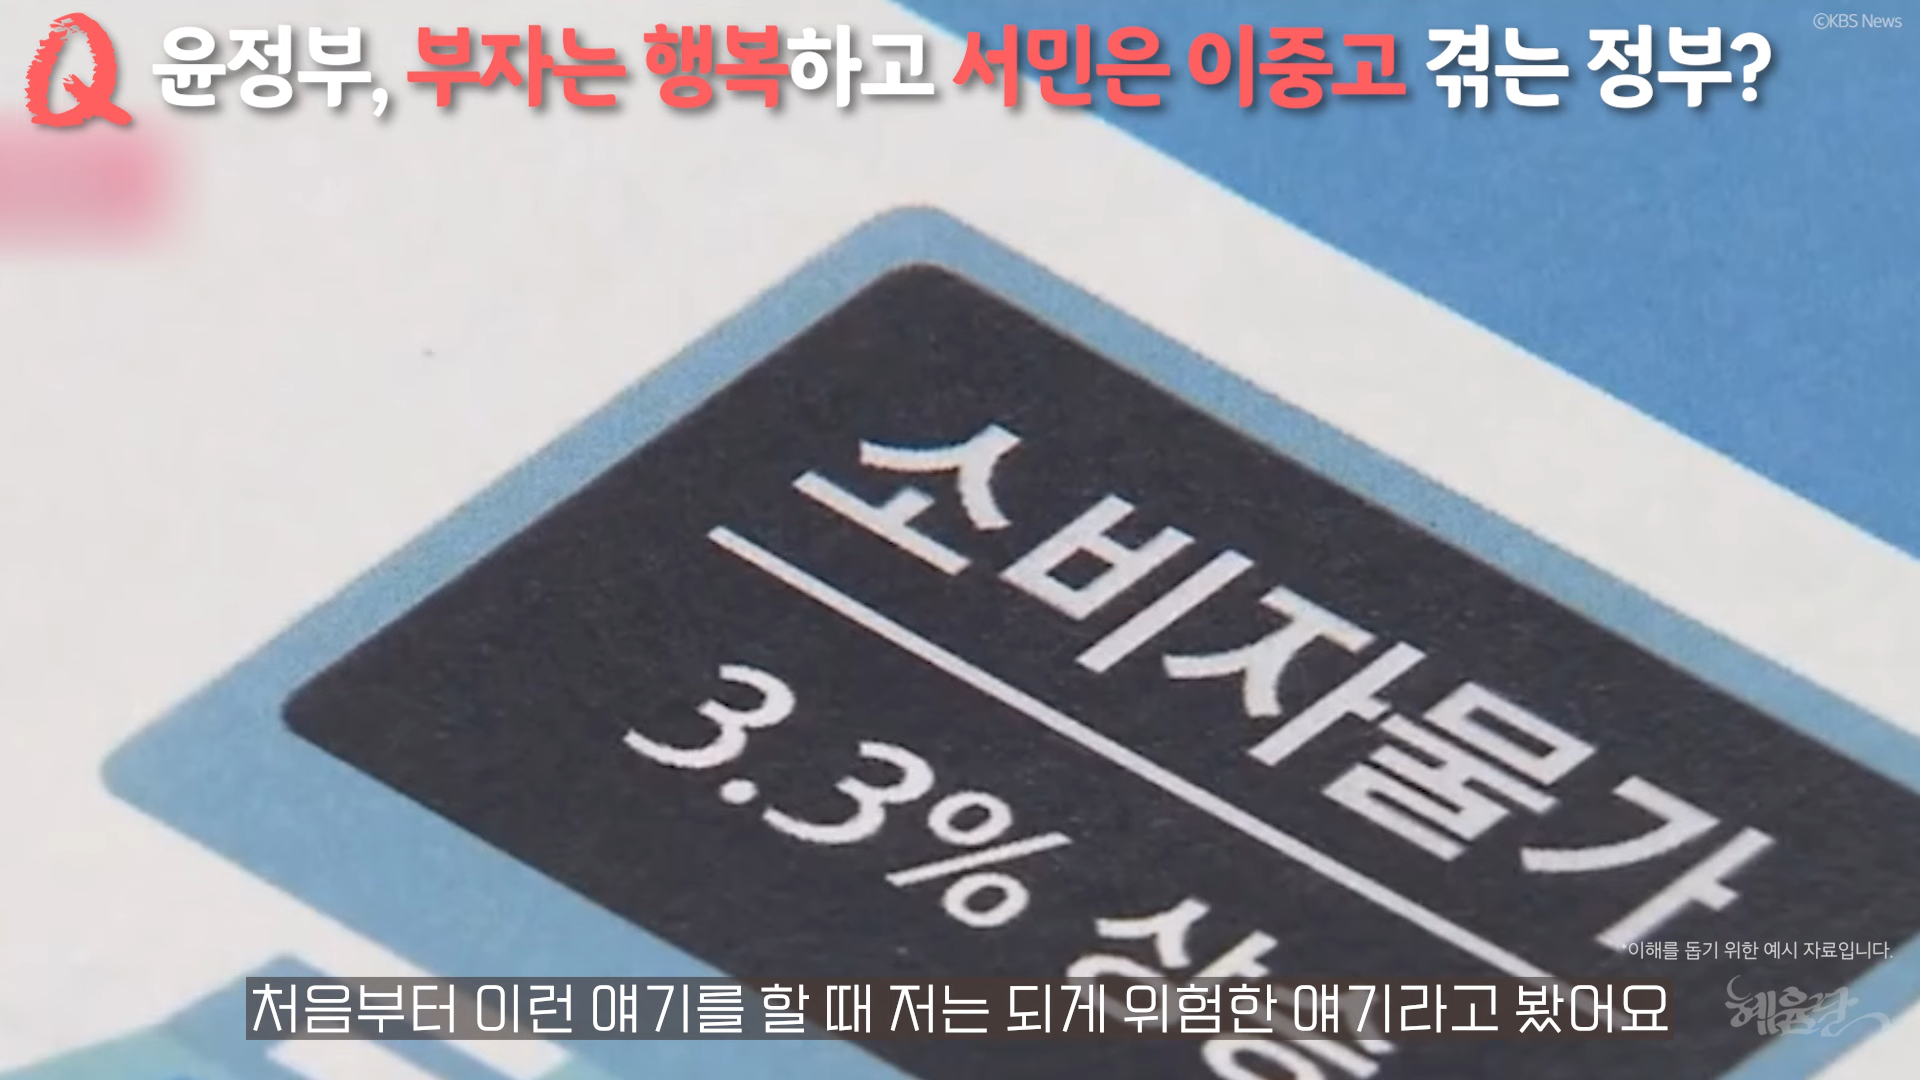 Q 윤정부, 부자는 행복하고 서민은 이중고 겪는 정부?
©KBS News
소비자물가
3.3% 상승
*이해를 돕기 위한 예시 자료입니다.
처음부터 이런 얘기를 할 때 저는 되게 위험한 얘기라고 봤어요